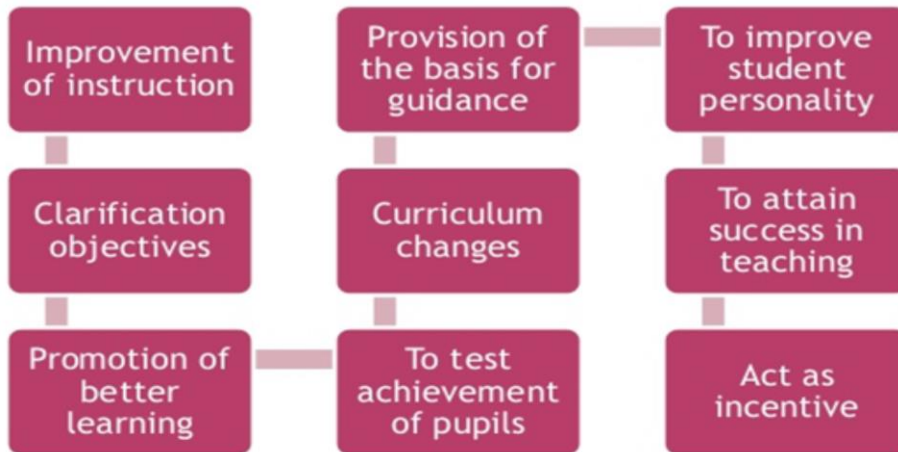 Improvement
of instruction
Clarification
objectives
Promotion of
better
learning
To test
achievement
of pupils
Curriculum
changes
Provision of
the basis for
guidance
To improve
student
personality
To attain
success in
teaching
Act as
incentive